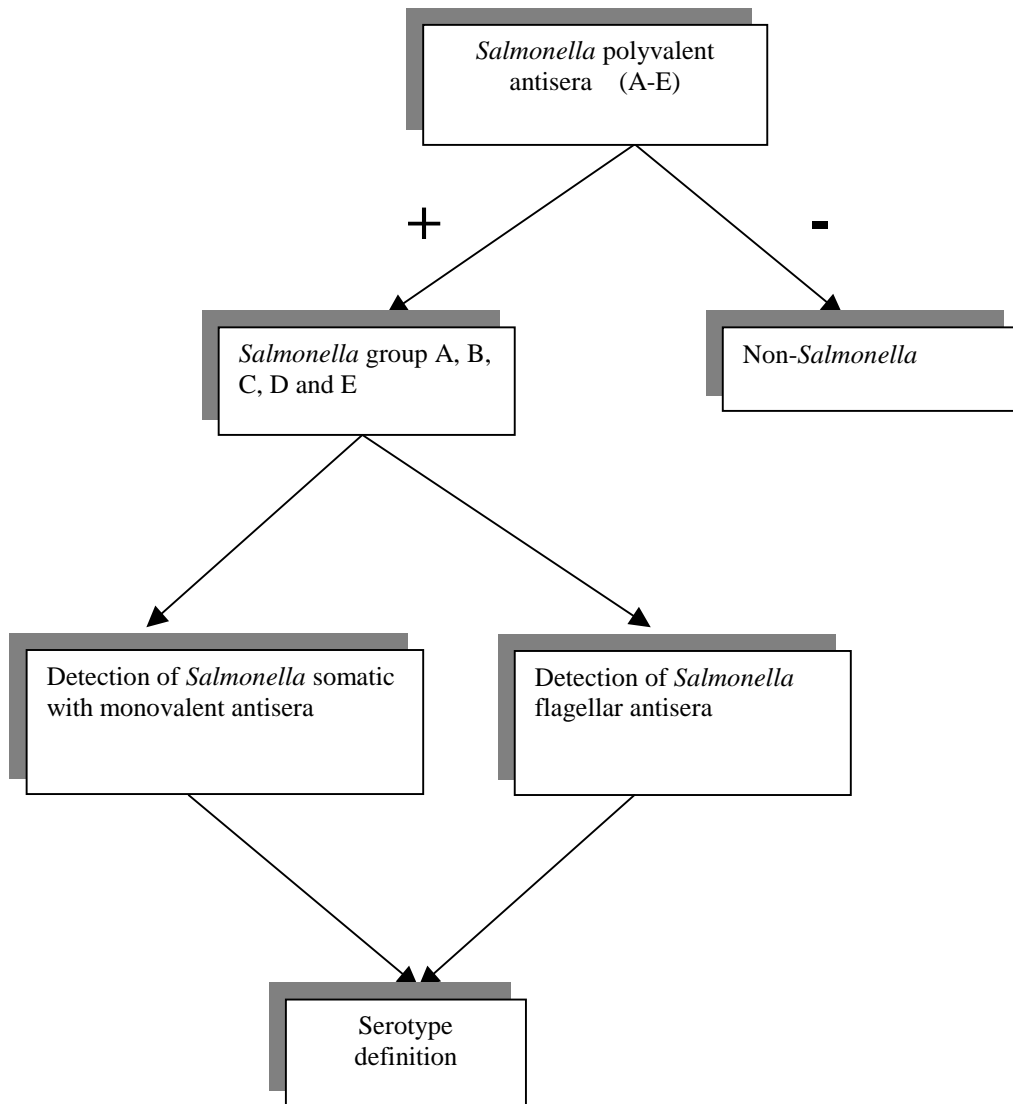 Salmonella polyvalent
antisera (A-E)
+
-
Salmonella group A, B,
C, D and E
Non-Salmonella
Detection of Salmonella somatic
with monovalent antisera
Detection of Salmonella
flagellar antisera
Serotype
definition